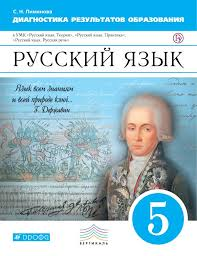 С. Н. Пименова
ДИАГНОСТИКА РЕЗУЛЬТАТОВ ОБРАЗОВАНИЯ
к УМК «Русский язык. Теория», «Русский язык. Практика»,
«Русский язык. Русская речь»
РУССКИЙ ЯЗЫК
Язык всем знаниям
и всей природе ключ...
Г. Державин
5
ДРОФА
ВЕРТИКАЛЬ